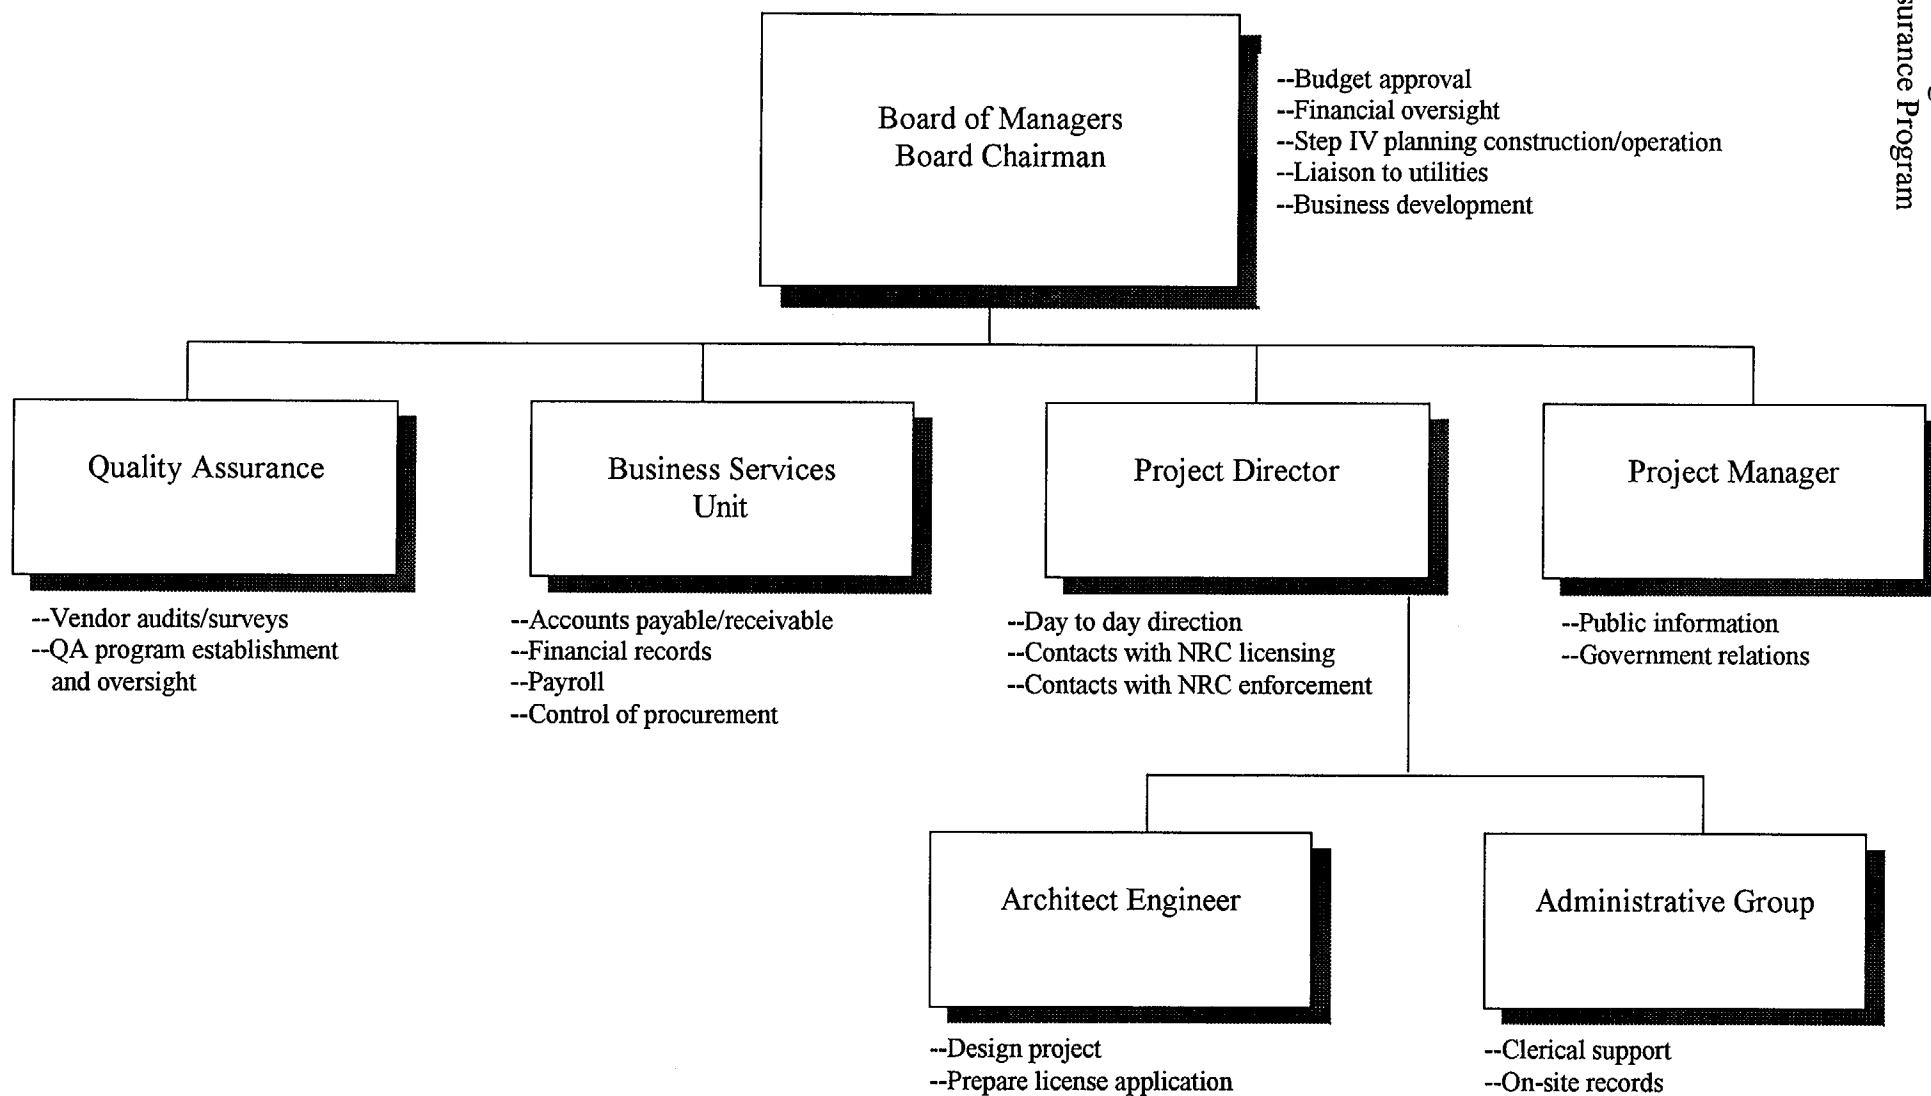 surance Program
Board of Managers
Board Chairman
--Budget approval
--Financial oversight
--Step IV planning construction/operation
--Liaison to utilities
--Business development
Quality Assurance
--Vendor audits/surveys
--QA program establishment
and oversight
Business Services
Unit
--Accounts payable/receivable
--Financial records
--Payroll
--Control of procurement
Project Director
--Day to day direction
--Contacts with NRC licensing
--Contacts with NRC enforcement
Project Manager
--Public information
--Government relations
Architect Engineer
--Design project
--Prepare license application
Administrative Group
--Clerical support
--On-site records